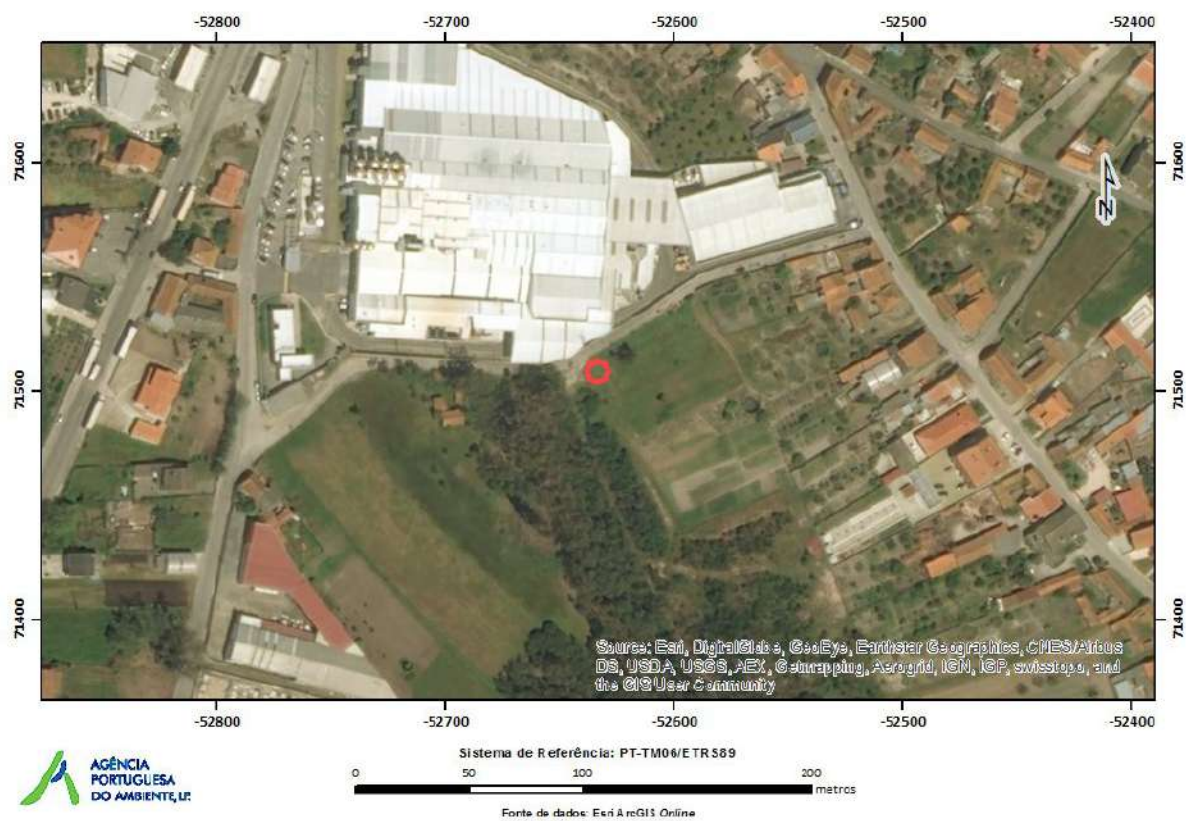 -52800 -52700 -52600 -52500 -52400
71600 71600
N
71500 71500
71400 71400
Source: Esri, DigitalGlobe, GeoEye, Earthstar Geographics, CNES/Airbus
DS, USDA, USGS, AEX, Getmapping, Aerogrid, IGN, IGP, swisstopo, and
the GIS User Community
-52800 -52700 -52600 -52500 -52400
AGÊNCIA
PORTUGUESA
DO AMBIENTE, I.P.
Sistema de Referência: PT-TM06/ETRS89
0 50 100 200
metros
Fonte de dados: Esri ArcGIS Online